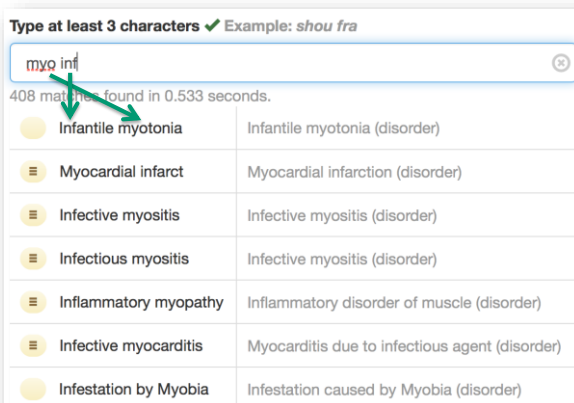 Type at least 3 characters ✔ Example: shou fra
myo inf
408 matches found in 0.533 seconds.
Infantile myotonia Infantile myotonia (disorder)
Myocardial infarct Myocardial infarction (disorder)
Infective myositis Infective myositis (disorder)
Infectious myositis Infective myositis (disorder)
Inflammatory myopathy Inflammatory disorder of muscle (disorder)
Infective myocarditis Myocarditis due to infectious agent (disorder)
Infestation by Myobia Infestation caused by Myobia (disorder)